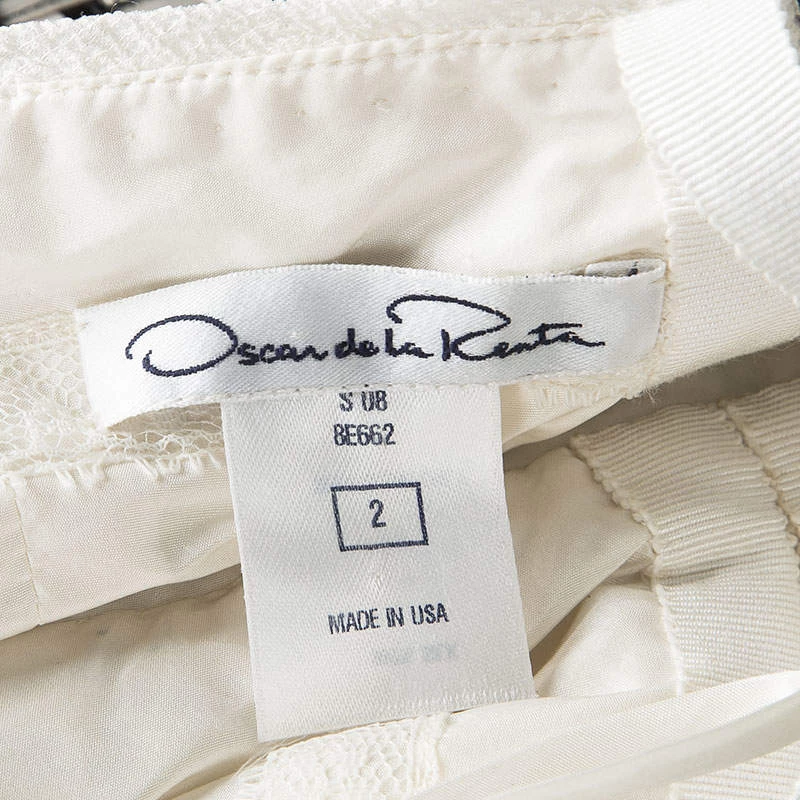 Oscar de la Renta
S 08
8E662
2
MADE IN USA